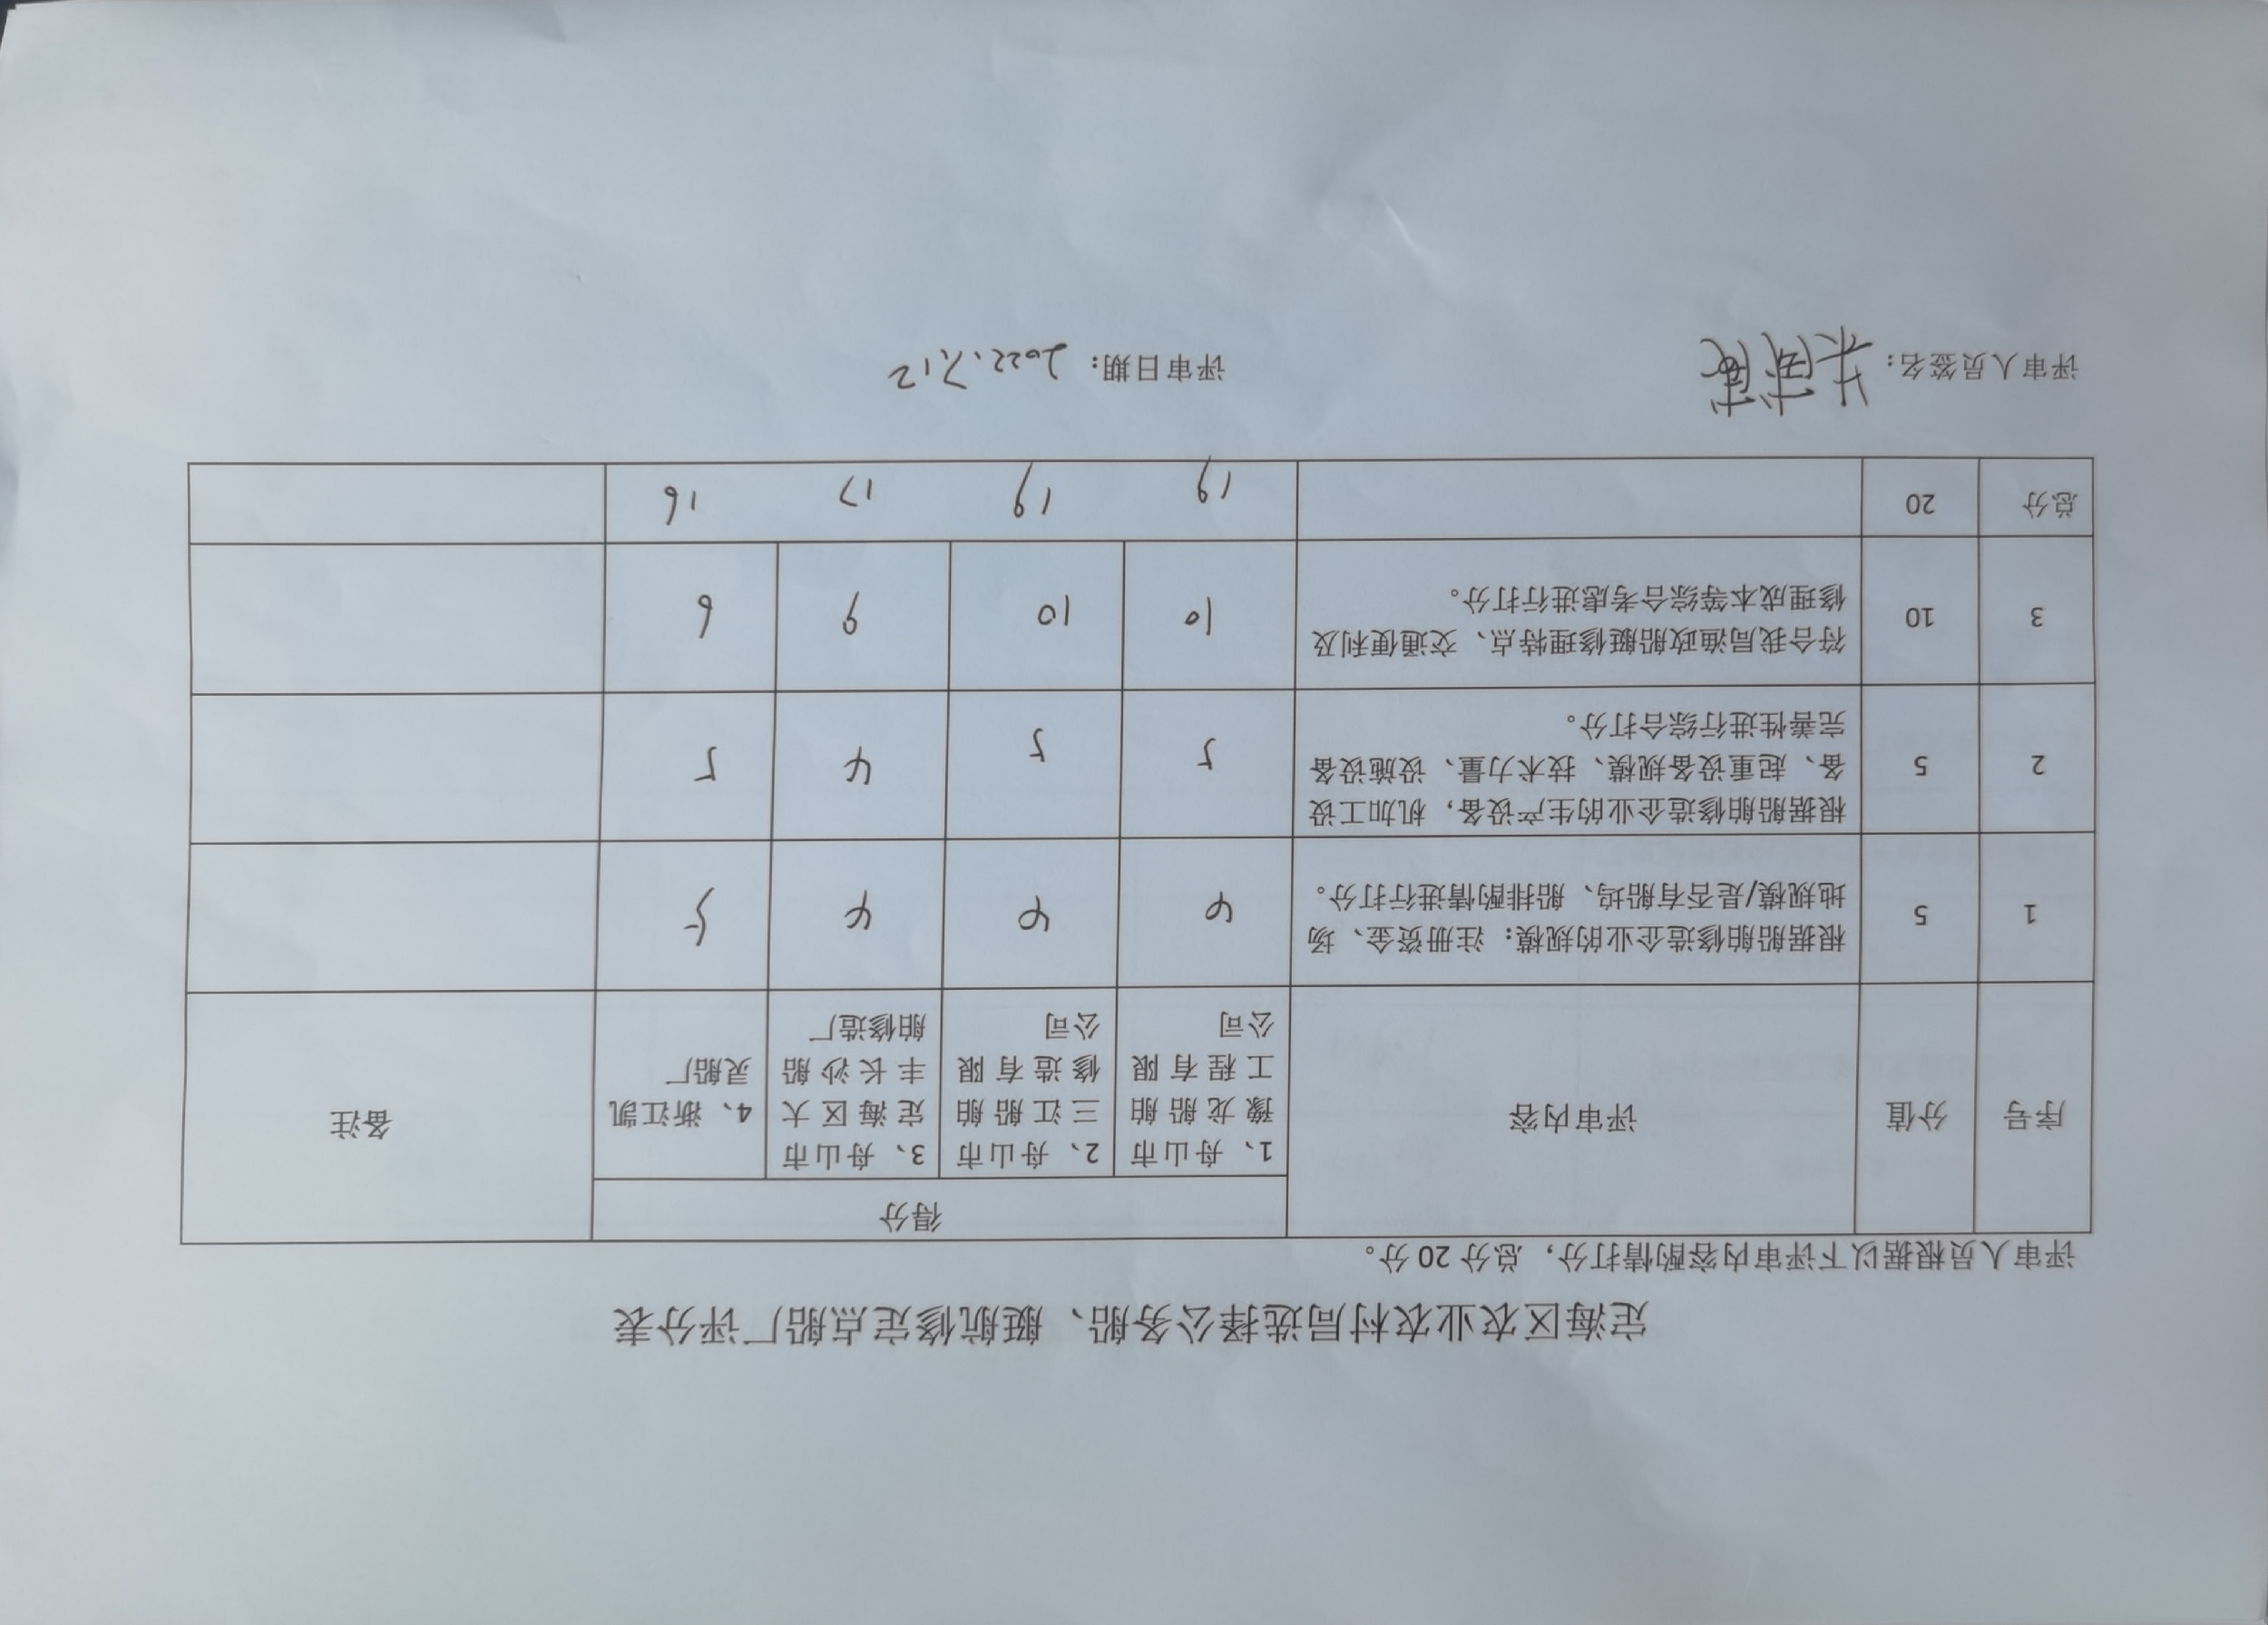 定海区农业农村局选择公务船、艇航修定点船厂评分表
评审人员根据以下评审内容酌情打分，总分 20 分。
序号
分值
评审内容
得分
备注
1、舟山市
豫龙船舶
工程有限
公司
2、舟山市
三江船舶
修造有限
公司
3、舟山市
定海区大
丰长沙船
舶修造厂
4、浙江凯
灵船厂
1
5
根据船舶修造企业的规模：注册资金、场
地规模/是否有船坞、船排酌情进行打分。
4
4
4
5
2
5
根据船舶修造企业的生产设备，机加工设
备、起重设备规模、技术力量、设施设备
完善性进行综合打分。
5
5
4
5
3
10
符合我局渔政船艇修理特点、交通便利及
修理成本等综合考虑进行打分。
10
10
9
6
总分
20
19
19
17
16
评审人员签名：
评审日期：2022.7.12